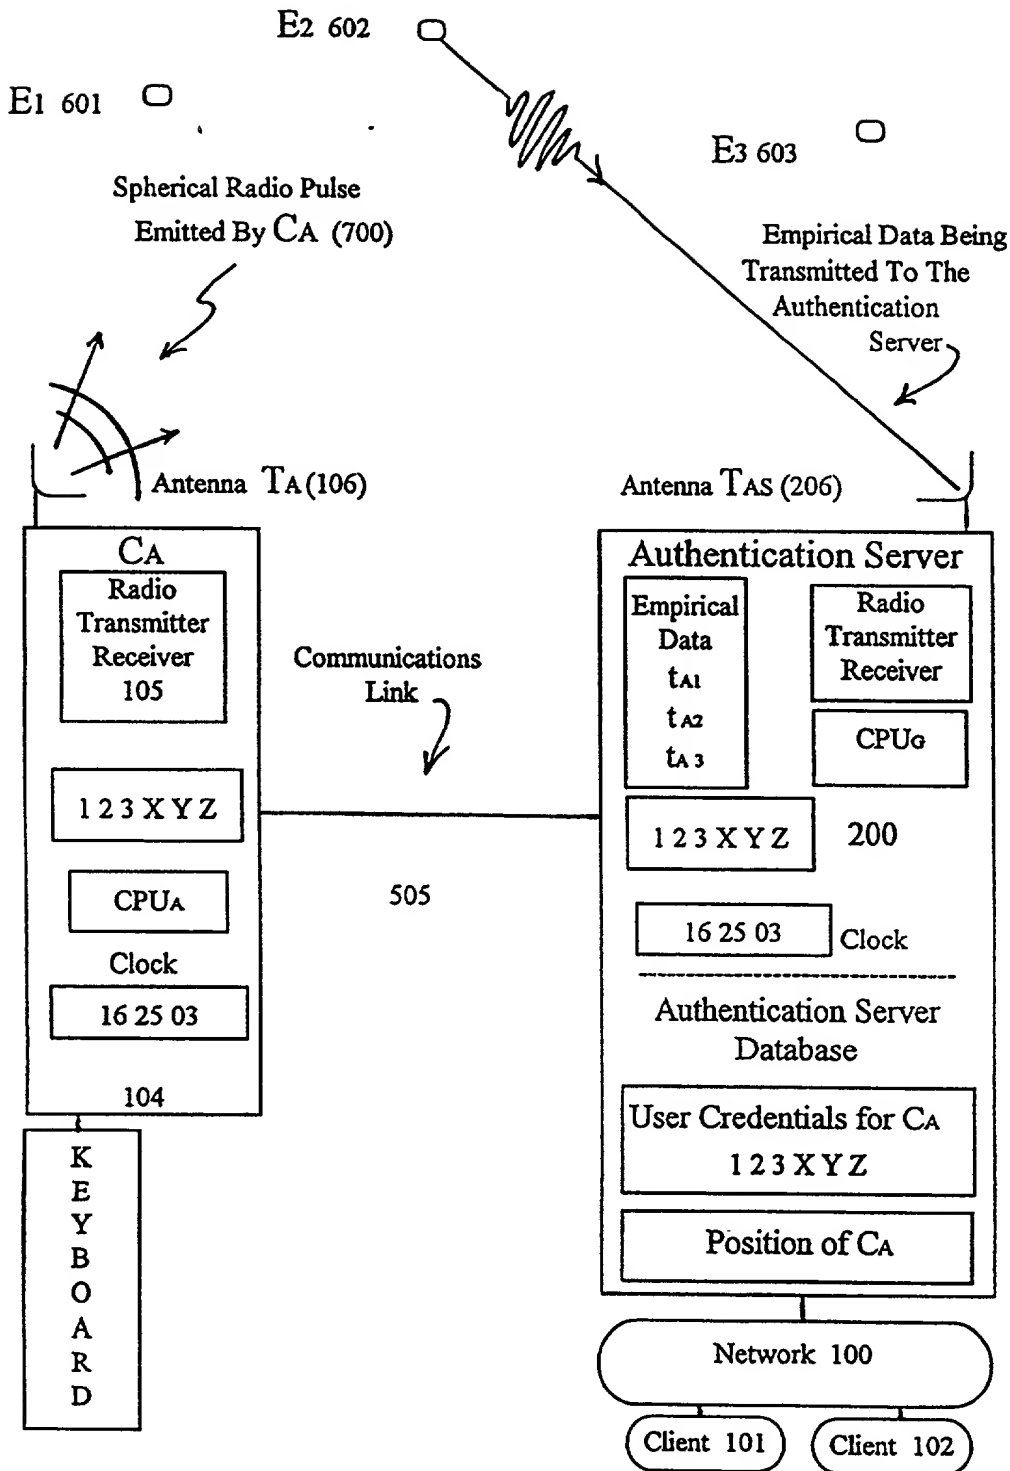 E2 602
E1 601
E3 603
Spherical Radio Pulse
Emitted By CA (700)
Empirical Data Being
Transmitted To The
Authentication
Server
Antenna TA (106)
Antenna TAS (206)
CA
Radio
Transmitter
Receiver
105
1 2 3 X Y Z
CPUA
Clock
16 25 03
104
K
E
Y
B
O
A
R
D
Communications
Link
505
Authentication Server
Empirical
Data
tA1
tA2
tA 3
Radio
Transmitter
Receiver
CPUG
1 2 3 X Y Z
200
16 25 03
Clock
Authentication Server
Database
User Credentials for CA
1 2 3 X Y Z
Position of CA
Network 100
Client 101
Client 102